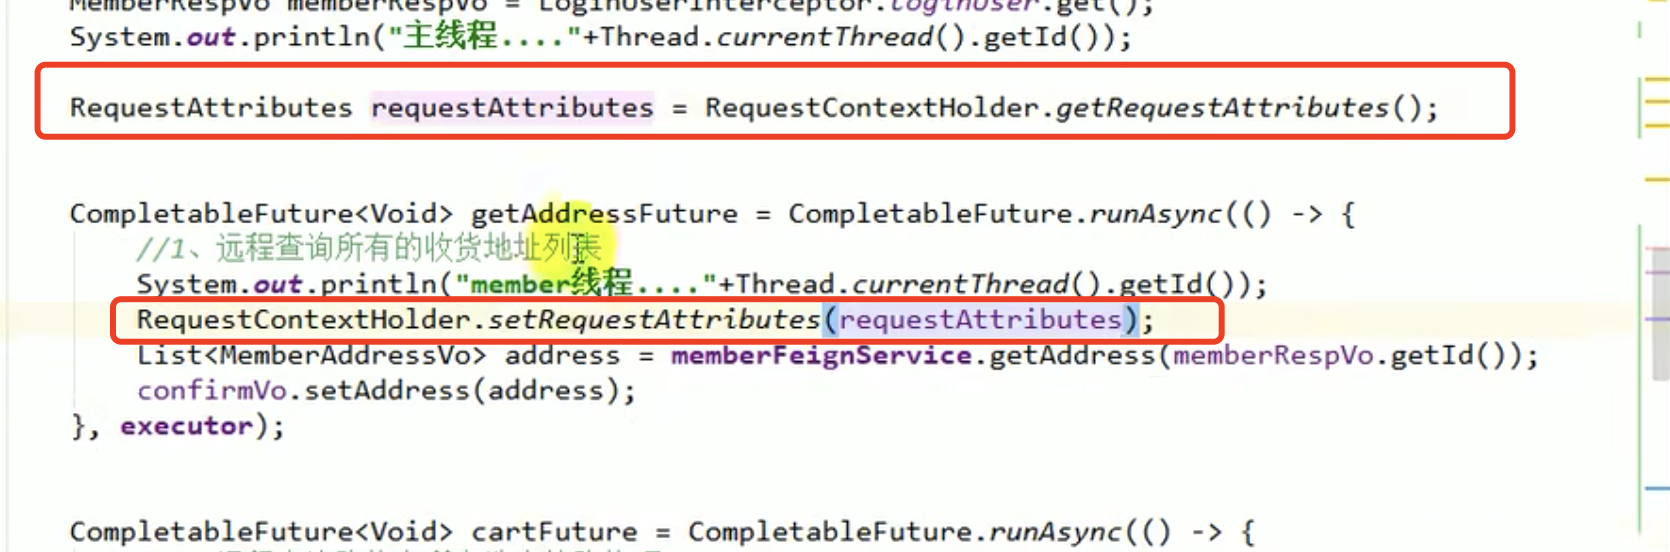 MemberRespVo memberRespVo = LoginUserInterceptor.loginUser.get();
System.out.println("主线程...."+Thread.currentThread().getId());
RequestAttributes requestAttributes = RequestContextHolder.getRequestAttributes();
CompletableFuture<Void> getAddressFuture = CompletableFuture.runAsync(() -> {
//1、远程查询所有的收货地址列表
System.out.println("member线程...."+Thread.currentThread().getId());
RequestContextHolder.setRequestAttributes(requestAttributes);
List<MemberAddressVo> address = memberFeignService.getAddress(memberRespVo.getId());
confirmVo.setAddress(address);
}, executor);
CompletableFuture<Void> cartFuture = CompletableFuture.runAsync(() -> {